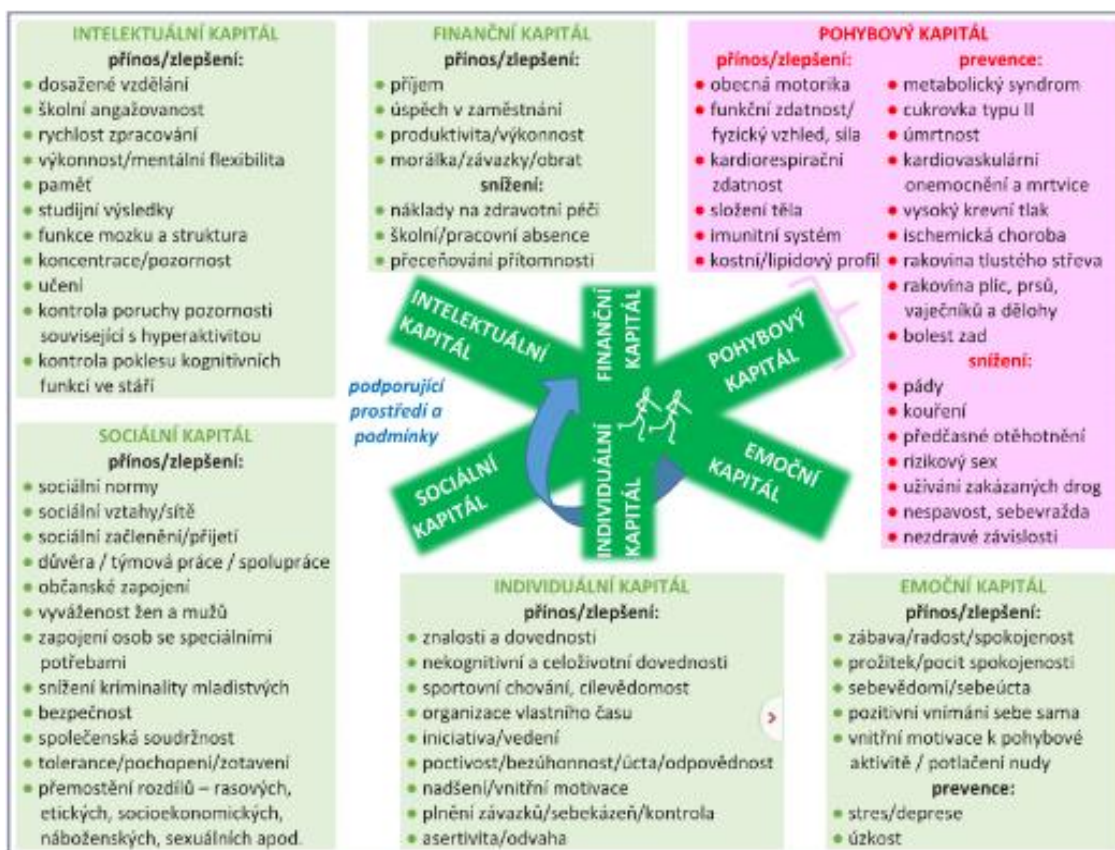 INTELEKTUÁLNÍ KAPITÁL
přínos/zlepšení:
dosažené vzdělání
školní angažovanost
rychlost zpracování
výkonnost/mentální flexibilita
paměť
studijní výsledky
funkce mozku a struktura
koncentrace/pozornost
učení
kontrola poruchy pozornosti
související s hyperaktivitou
kontrola poklesu kognitivních
funkcí ve stáří
FINANČNÍ KAPITÁL
přínos/zlepšení:
příjem
úspěch v zaměstnání
produktivita/výkonnost
morálka/závazky/obrat
snížení:
náklady na zdravotní péči
školní/pracovní absence
přeceňování přítomnosti
POHYBOVÝ KAPITÁL
přínos/zlepšení:
obecná motorika
funkční zdatnost/
fyzický vzhled, síla
kardiorespirační
zdatnost
složení těla
imunitní systém
kostní/lipidový profil
prevence:
metabolický syndrom
cukrovka typu II
úmrtnost
kardiovaskulární
onemocnění a mrtvice
vysoký krevní tlak
ischemická choroba
rakovina tlustého střeva
rakovina plic, prsů,
vaječníků a dělohy
bolest zad
snížení:
pády
kouření
předčasné otěhotnění
rizikový sex
užívání zakázaných drog
nespavost, sebevražda
nezdravé závislosti
INTELEKTUÁLNÍ
KAPITÁL
FINANČNÍ
KAPITÁL
POHYBOVÝ
KAPITÁL
podporující
prostředí a
podmínky
SOCIÁLNÍ
KAPITÁL
INDIVIDUÁLNÍ
KAPITÁL
EMOČNÍ
KAPITÁL
SOCIÁLNÍ KAPITÁL
přínos/zlepšení:
sociální normy
sociální vztahy/sítě
sociální začlenění/přijetí
důvěra / týmová práce / spolupráce
občanské zapojení
vyváženost žen a mužů
zapojení osob se speciálními
potřebami
snížení kriminality mladistvých
bezpečnost
společenská soudržnost
tolerance/pochopení/zotavení
přemostění rozdílů – rasových,
etických, socioekonomických,
náboženských, sexuálních apod.
INDIVIDUÁLNÍ KAPITÁL
přínos/zlepšení:
znalosti a dovednosti
nekognitivní a celoživotní dovednosti
sportovní chování, cílevědomost
organizace vlastního času
iniciativa/vedení
poctivost/bezúhonnost/úcta/odpovědnost
nadšení/vnitřní motivace
plnění závazků/sebekázeň/kontrola
asertivita/odvaha
EMOČNÍ KAPITÁL
přínos/zlepšení:
zábava/radost/spokojenost
prožitek/pocit spokojenosti
sebevědomí/sebeúcta
pozitivní vnímání sebe sama
vnitřní motivace k pohybové
aktivitě / potlačení nudy
prevence:
stres/deprese
úzkost